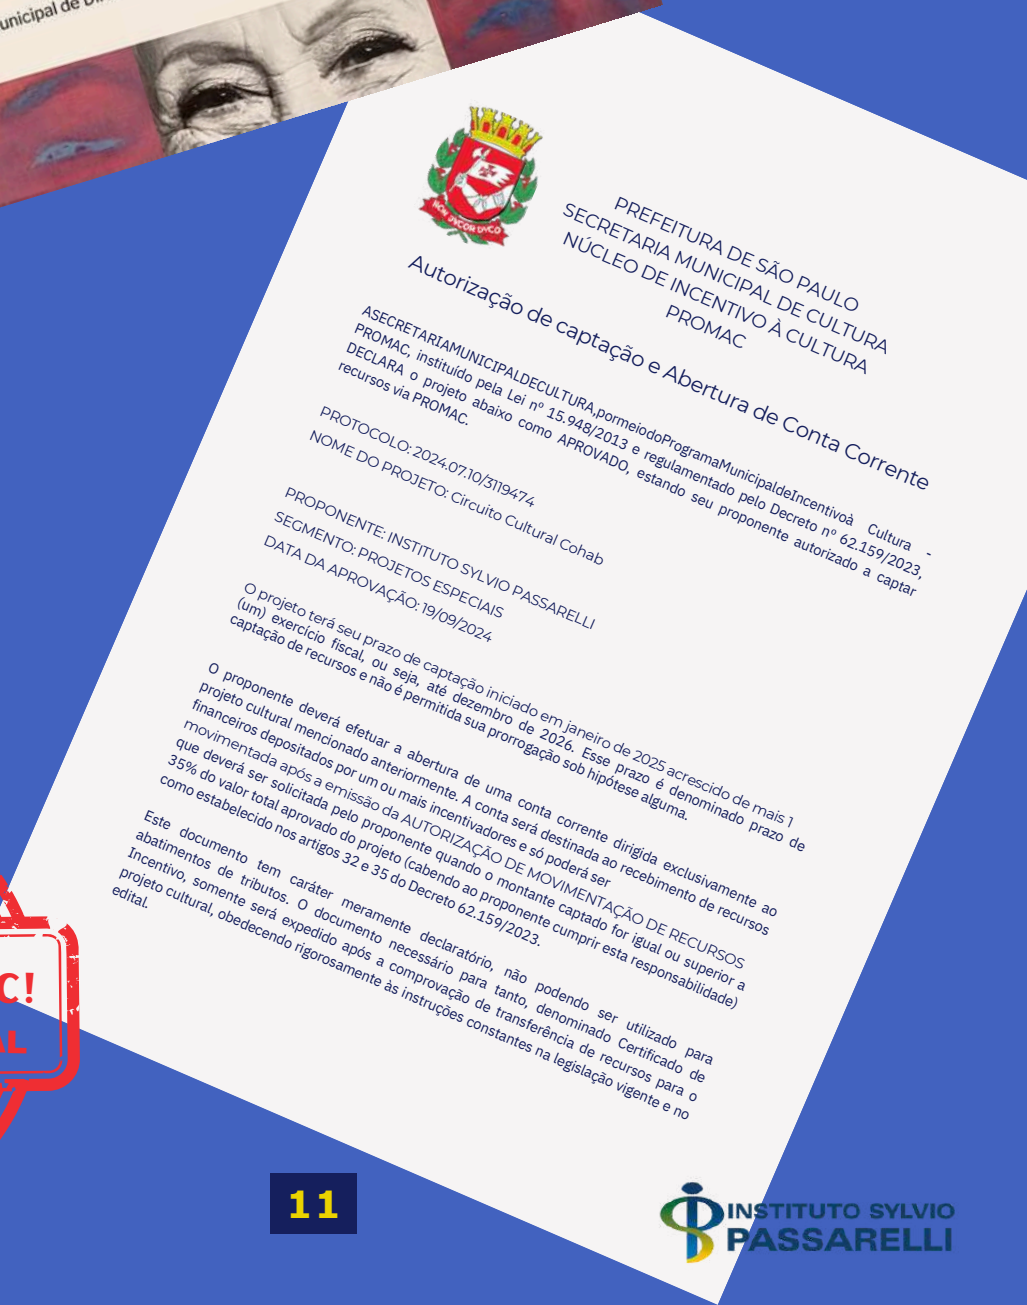 unicipal de
NON DVCOR DVCO
PREFEITURA DE SÃO PAULO
SECRETARIA MUNICIPAL DE CULTURA
NÚCLEO DE INCENTIVO À CULTURA
PROMAC
Autorização de captação e Abertura de Conta Corrente
ASECRETARIAMUNICIPALDECULTURA,pormeiodoProgramaMunicipaldeIncentivoà Cultura -
PROMAC, instituído pela Lei nº 15.948/2013 e regulamentado pelo Decreto nº 62.159/2023,
DECLARA o projeto abaixo como APROVADO, estando seu proponente autorizado a captar
recursos via PROMAC.
PROTOCOLO: 2024.07.10/3119474
NOME DO PROJETO: Circuito Cultural Cohab
PROPONENTE: INSTITUTO SYLVIO PASSARELLI
SEGMENTO: PROJETOS ESPECIAIS
DATA DA APROVAÇÃO: 19/09/2024
O projeto terá seu prazo de captação iniciado em janeiro de 2025 acrescido de mais 1
(um) exercício fiscal, ou seja, até dezembro de 2026. Esse prazo é denominado prazo de
captação de recursos e não é permitida sua prorrogação sob hipótese alguma.
O proponente deverá efetuar a abertura de uma conta corrente dirigida exclusivamente ao
projeto cultural mencionado anteriormente. A conta será destinada ao recebimento de recursos
financeiros depositados por um ou mais incentivadores e só poderá ser
movimentada após a emissão da AUTORIZAÇÃO DE MOVIMENTAÇÃO DE RECURSOS
que deverá ser solicitada pelo proponente quando o montante captado for igual ou superior a
35% do valor total aprovado do projeto (cabendo ao proponente cumprir esta responsabilidade)
como estabelecido nos artigos 32 e 35 do Decreto 62.159/2023.
Este documento tem caráter meramente declaratório, não podendo ser utilizado para
abatimentos de tributos. O documento necessário para tanto, denominado Certificado de
Incentivo, somente será expedido após a comprovação de transferência de recursos para o
projeto cultural, obedecendo rigorosamente às instruções constantes na legislação vigente e no
edital.
C!
AL
11
INSTITUTO SYLVIO
PASSARELLI